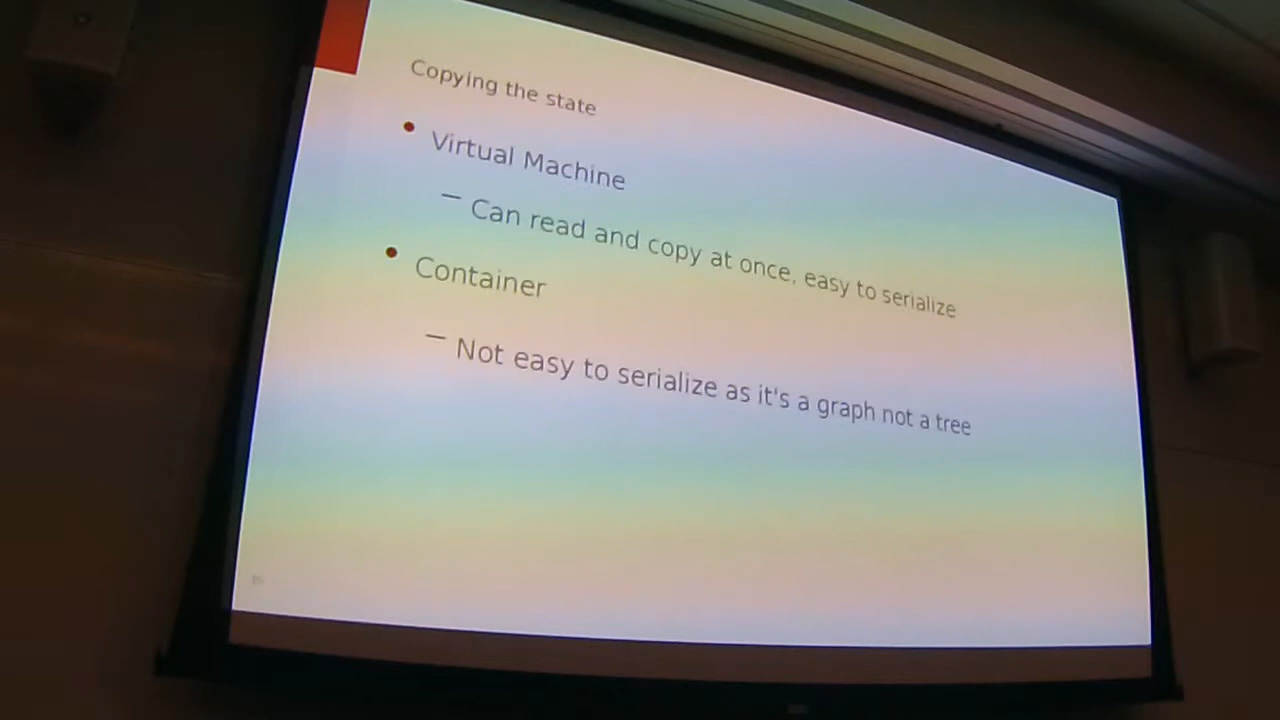 Copying the state
• Virtual Machine
– Can read and copy at once, easy to serialize
• Container
– Not easy to serialize as it's a graph not a tree